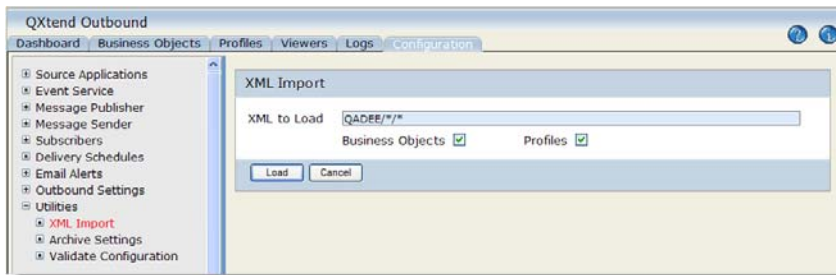 QXtend Outbound
Dashboard Business Objects Profiles Viewers Logs Configuration
Source Applications
Event Service
Message Publisher
Message Sender
Subscribers
Delivery Schedules
Email Alerts
Outbound Settings
Utilities
XML Import
Archive Settings
Validate Configuration
XML Import
XML to Load QADEE/*/*
Business Objects Profiles
Load Cancel